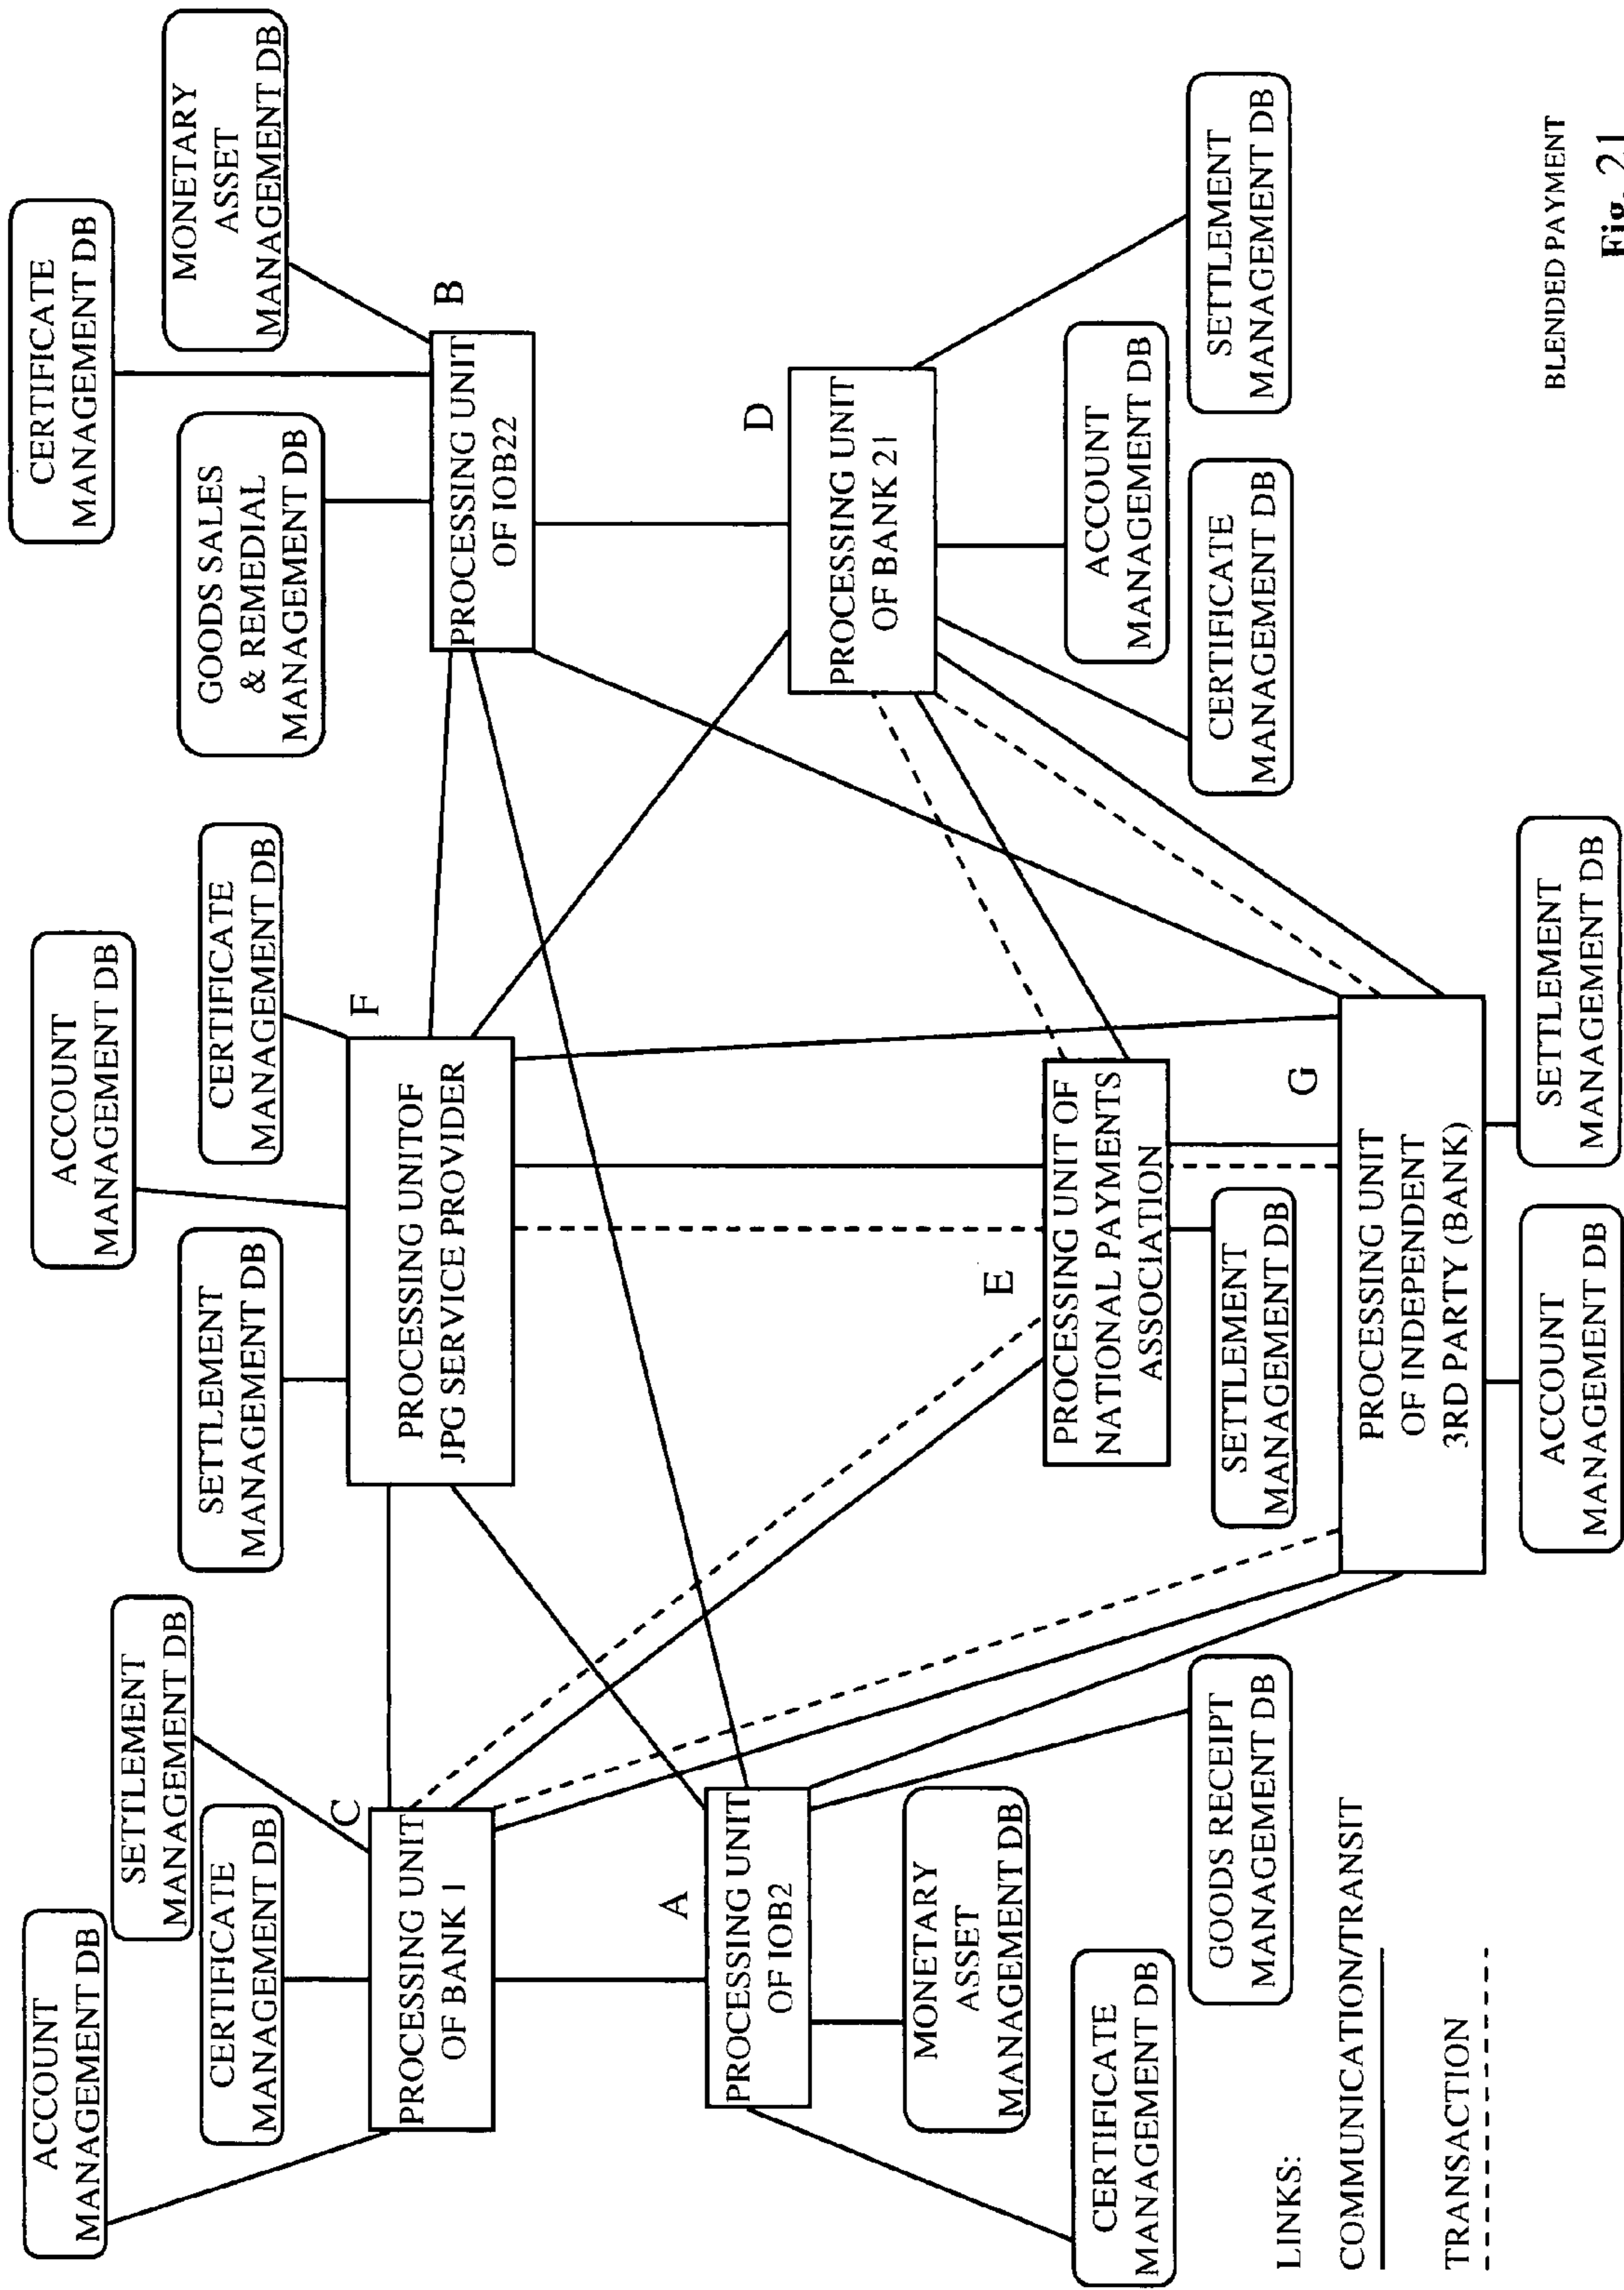 ACCOUNT
MANAGEMENT DB
SETTLEMENT
MANAGEMENT DB
CERTIFICATE
MANAGEMENT DB
C
PROCESSING UNIT
OF BANK 1
A
PROCESSING UNIT
OF IOB2
MONETARY
ASSET
MANAGEMENT DB
CERTIFICATE
MANAGEMENT DB
GOODS RECEIPT
MANAGEMENT DB
LINKS:
COMMUNICATION/TRANSIT
TRANSACTION
ACCOUNT
MANAGEMENT DB
SETTLEMENT
MANAGEMENT DB
CERTIFICATE
MANAGEMENT DB
F
PROCESSING UNITOF
JPG SERVICE PROVIDER
E
PROCESSING UNIT OF
NATIONAL PAYMENTS
ASSOCIATION
SETTLEMENT
MANAGEMENT DB
G
PROCESSING UNIT
OF INDEPENDENT
3RD PARTY (BANK)
ACCOUNT
MANAGEMENT DB
SETTLEMENT
MANAGEMENT DB
CERTIFICATE
MANAGEMENT DB
MONETARY
ASSET
MANAGEMENT DB
GOODS SALES
& REMEDIAL
MANAGEMENT DB
B
PROCESSING UNIT
OF IOB22
D
PROCESSING UNIT
OF BANK 21
ACCOUNT
MANAGEMENT DB
CERTIFICATE
MANAGEMENT DB
SETTLEMENT
MANAGEMENT DB
BLENDED PAYMENT
Fig. 21